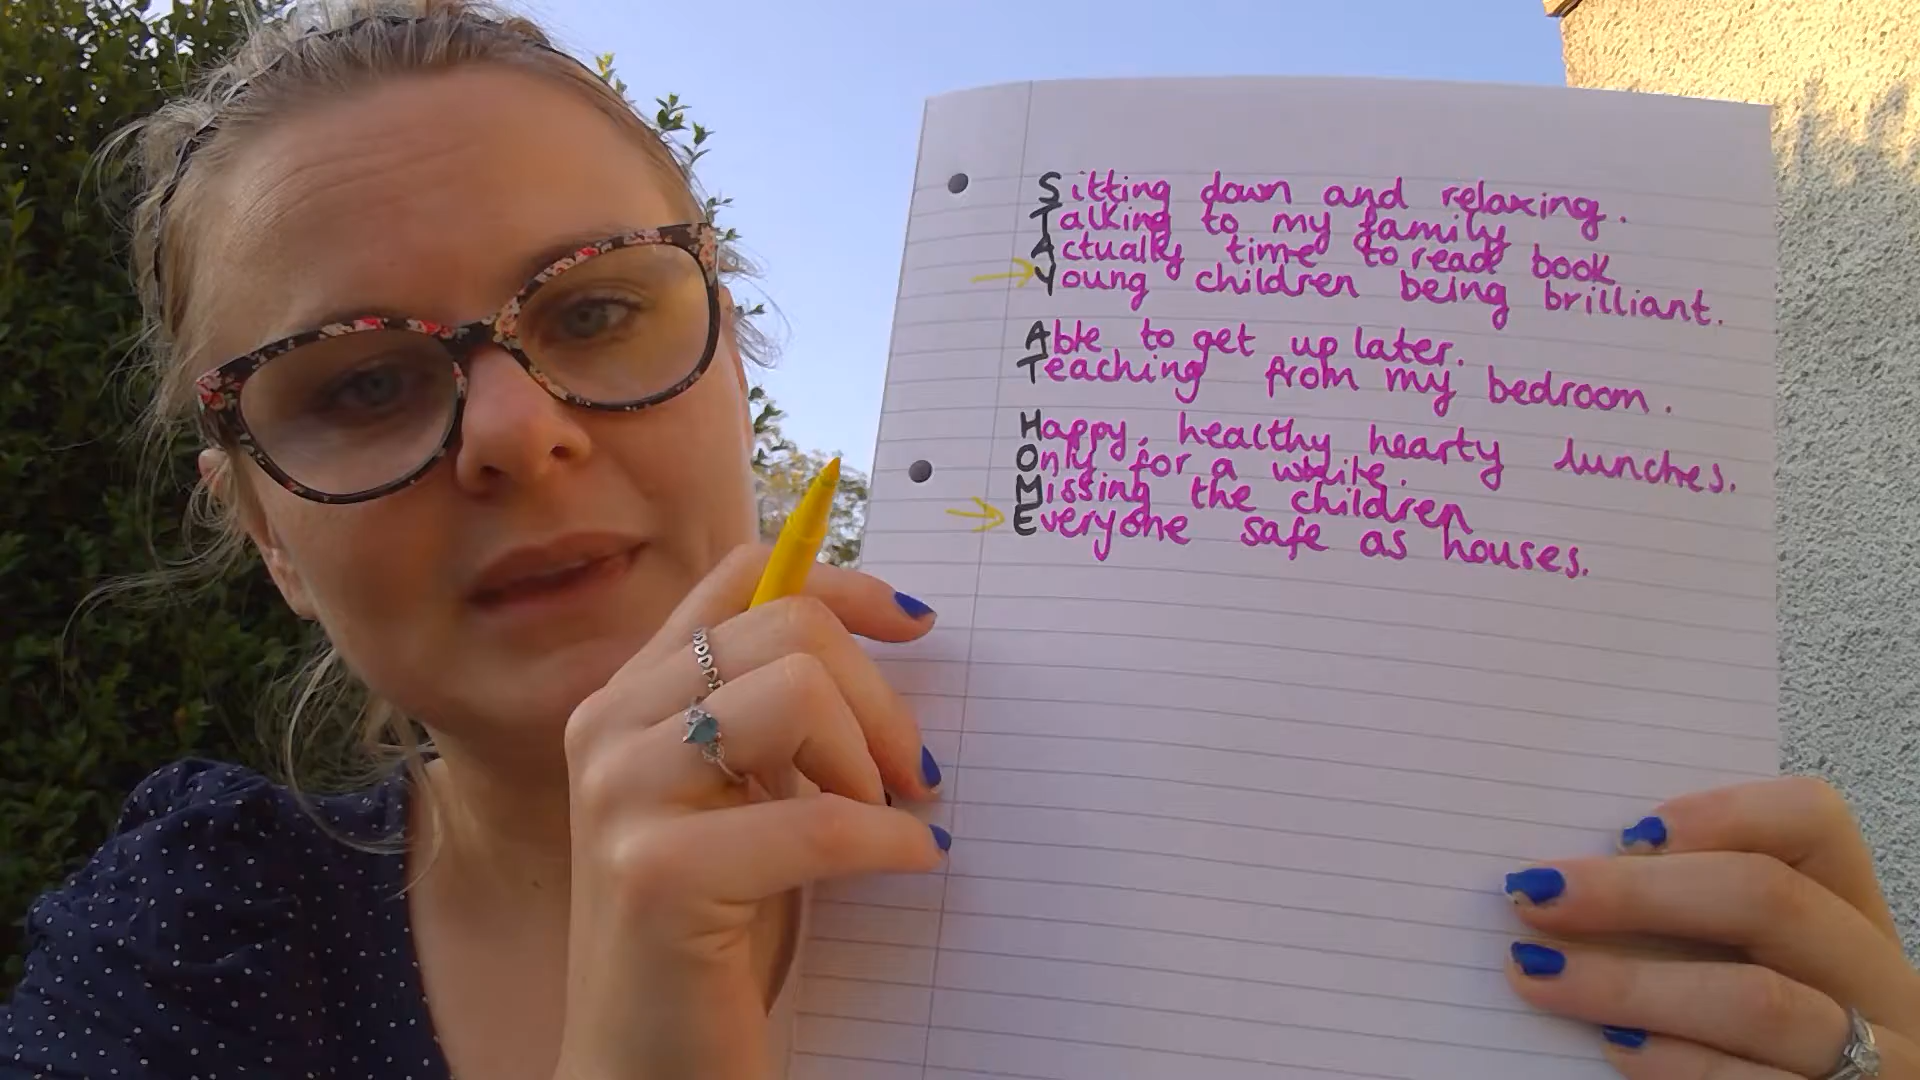 Sitting down and relaxing.
Talking to my family
Actually time to read book
Young children being brilliant.
Able to get up later.
Teaching from my bedroom.
Happy, healthy hearty lunches.
Only for a while.
Missing the children
Everyone safe as houses.